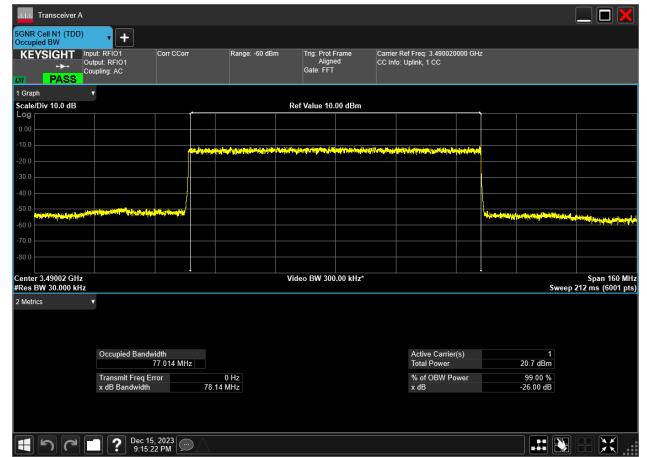 Transceiver A
5GNR Cell N1 (TDD)
Occupied BW
KEYSIGHT Input: RFIO1 Corr CCorr Range: -60 dBm Trig: Prot Frame Carrier Ref Freq: 3.490020000 GHz
Output: RFIO1 Aligned CC Info: Uplink, 1 CC
Coupling: AC Gate: FFT
LXI PASS
1 Graph
Scale/Div 10.0 dB Ref Value 10.00 dBm
Log
0.00
-10.0
-20.0
-30.0
-40.0
-50.0
-60.0
-70.0
-80.0
Center 3.49002 GHz Video BW 300.00 kHz* Span 160 MHz
#Res BW 30.000 kHz Sweep 212 ms (6001 pts)
2 Metrics
Occupied Bandwidth Active Carrier(s) 1
77.014 MHz Total Power 20.7 dBm
Transmit Freq Error 0 Hz % of OBW Power 99.00 %
x dB Bandwidth 78.14 MHz x dB -26.00 dB
Dec 15, 2023
9:15:22 PM